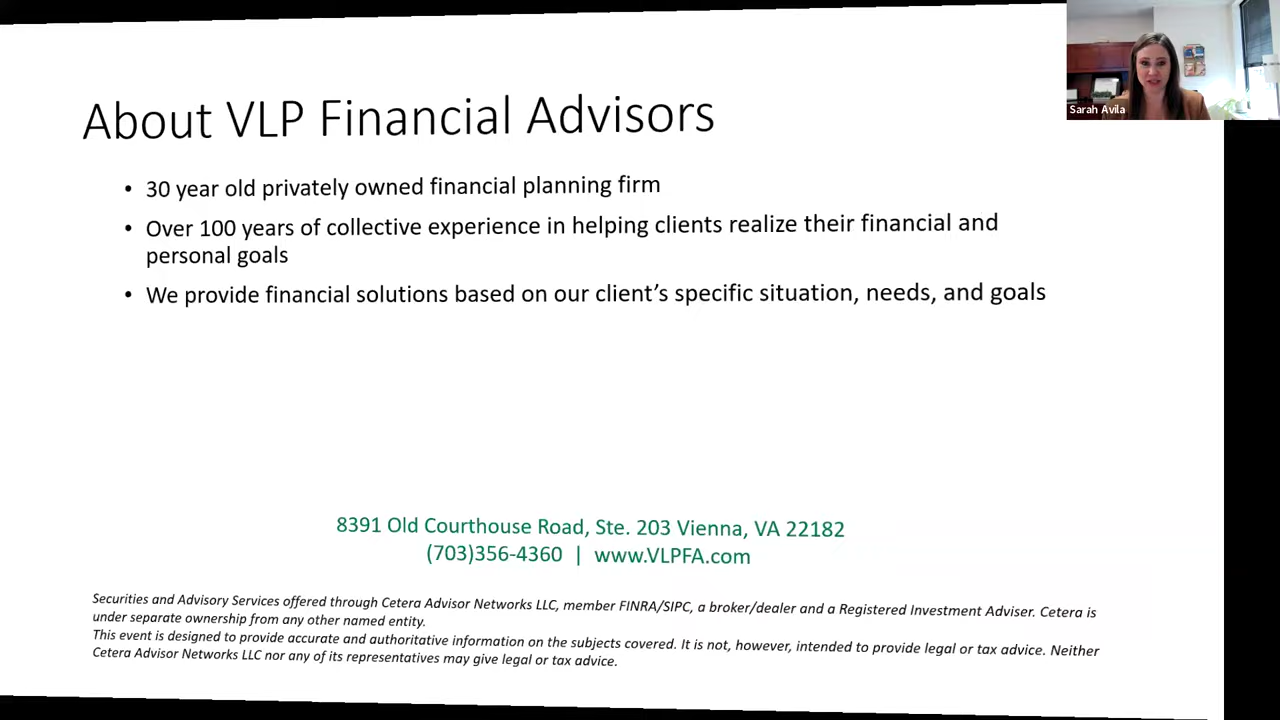 Sarah Avila
About VLP Financial Advisors
• 30 year old privately owned financial planning firm
• Over 100 years of collective experience in helping clients realize their financial and
personal goals
• We provide financial solutions based on our client's specific situation, needs, and goals
8391 Old Courthouse Road, Ste. 203 Vienna, VA 22182
(703)356-4360 | www.VLPFA.com
Securities and Advisory Services offered through Cetera Advisor Networks LLC, member FINRA/SIPC, a broker/dealer and a Registered Investment Adviser. Cetera is
under separate ownership from any other named entity.
This event is designed to provide accurate and authoritative information on the subjects covered. It is not, however, intended to provide legal or tax advice. Neither
Cetera Advisor Networks LLC nor any of its representatives may give legal or tax advice.